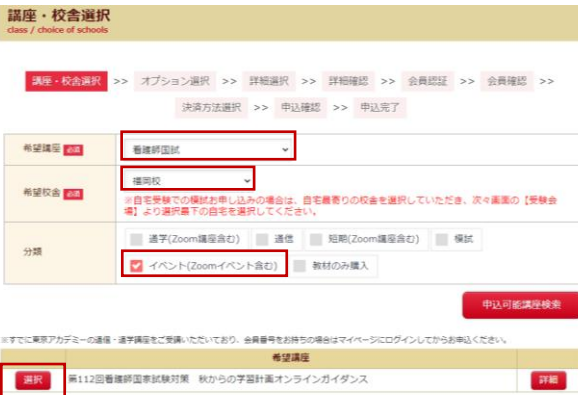 講座・校舎選択
class / choice of schools
講座・校舎選択 >> オプション選択 >> 詳細選択 >> 詳細確認 >> 会員認証 >> 会員確認 >>
決済方法選択 >> 申込確認 >> 申込完了
希望講座 必須 看護師国試
希望校舎 必須 福岡校
※自宅受験での模試お申し込みの場合は、自宅最寄りの校舎を選択していただき、次々画面の【受験会
場】より選択最下の自宅を選択してください。
分類 通学(Zoom講座含む) 通信 短期(Zoom講座含む) 模試
イベント(Zoomイベント含む) 教材のみ購入
申込可能講座検索
※すでに東京アカデミーの通信・通学講座をご受講いただいており、会員番号をお持ちの場合はマイページにログインしてからお申込ください。
希望講座
選択 第112回看護師国家試験対策 秋からの学習計画オンラインガイダンス 詳細